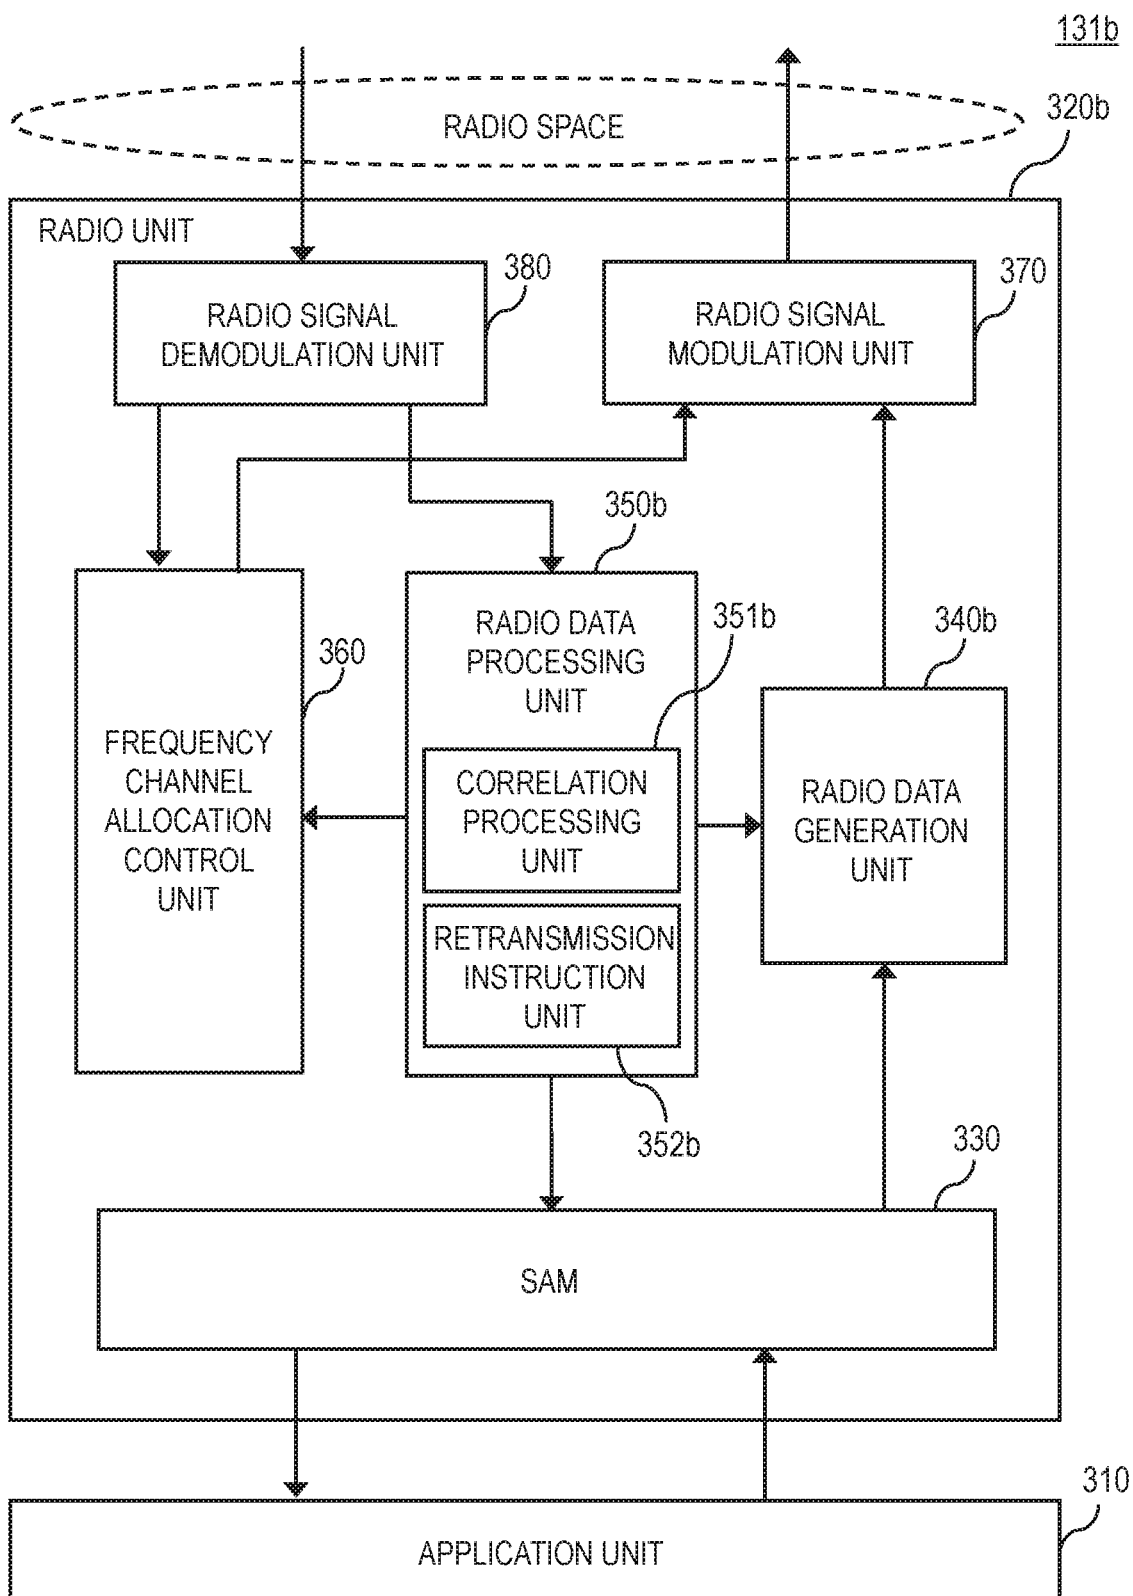 131b
RADIO SPACE
320b
RADIO UNIT
380
RADIO SIGNAL
DEMODULATION UNIT
370
RADIO SIGNAL
MODULATION UNIT
350b
RADIO DATA
PROCESSING
UNIT
351b
340b
360
FREQUENCY
CHANNEL
ALLOCATION
CONTROL
UNIT
CORRELATION
PROCESSING
UNIT
RADIO DATA
GENERATION
UNIT
RETRANSMISSION
INSTRUCTION
UNIT
352b
330
SAM
310
APPLICATION UNIT